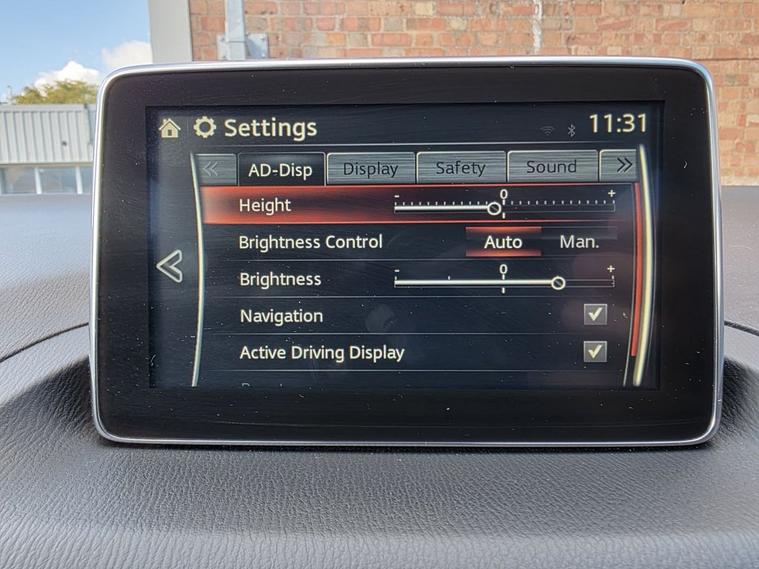 Settings 11:31
AD-Disp Display Safety Sound
Height - 0 +
Brightness Control Auto Man.
Brightness - 0 +
Navigation
Active Driving Display